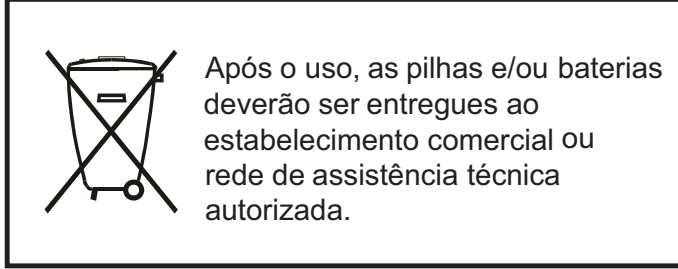 Após o uso, as pilhas e/ou baterias
deverão ser entregues ao
estabelecimento comercial ou
rede de assistência técnica
autorizada.